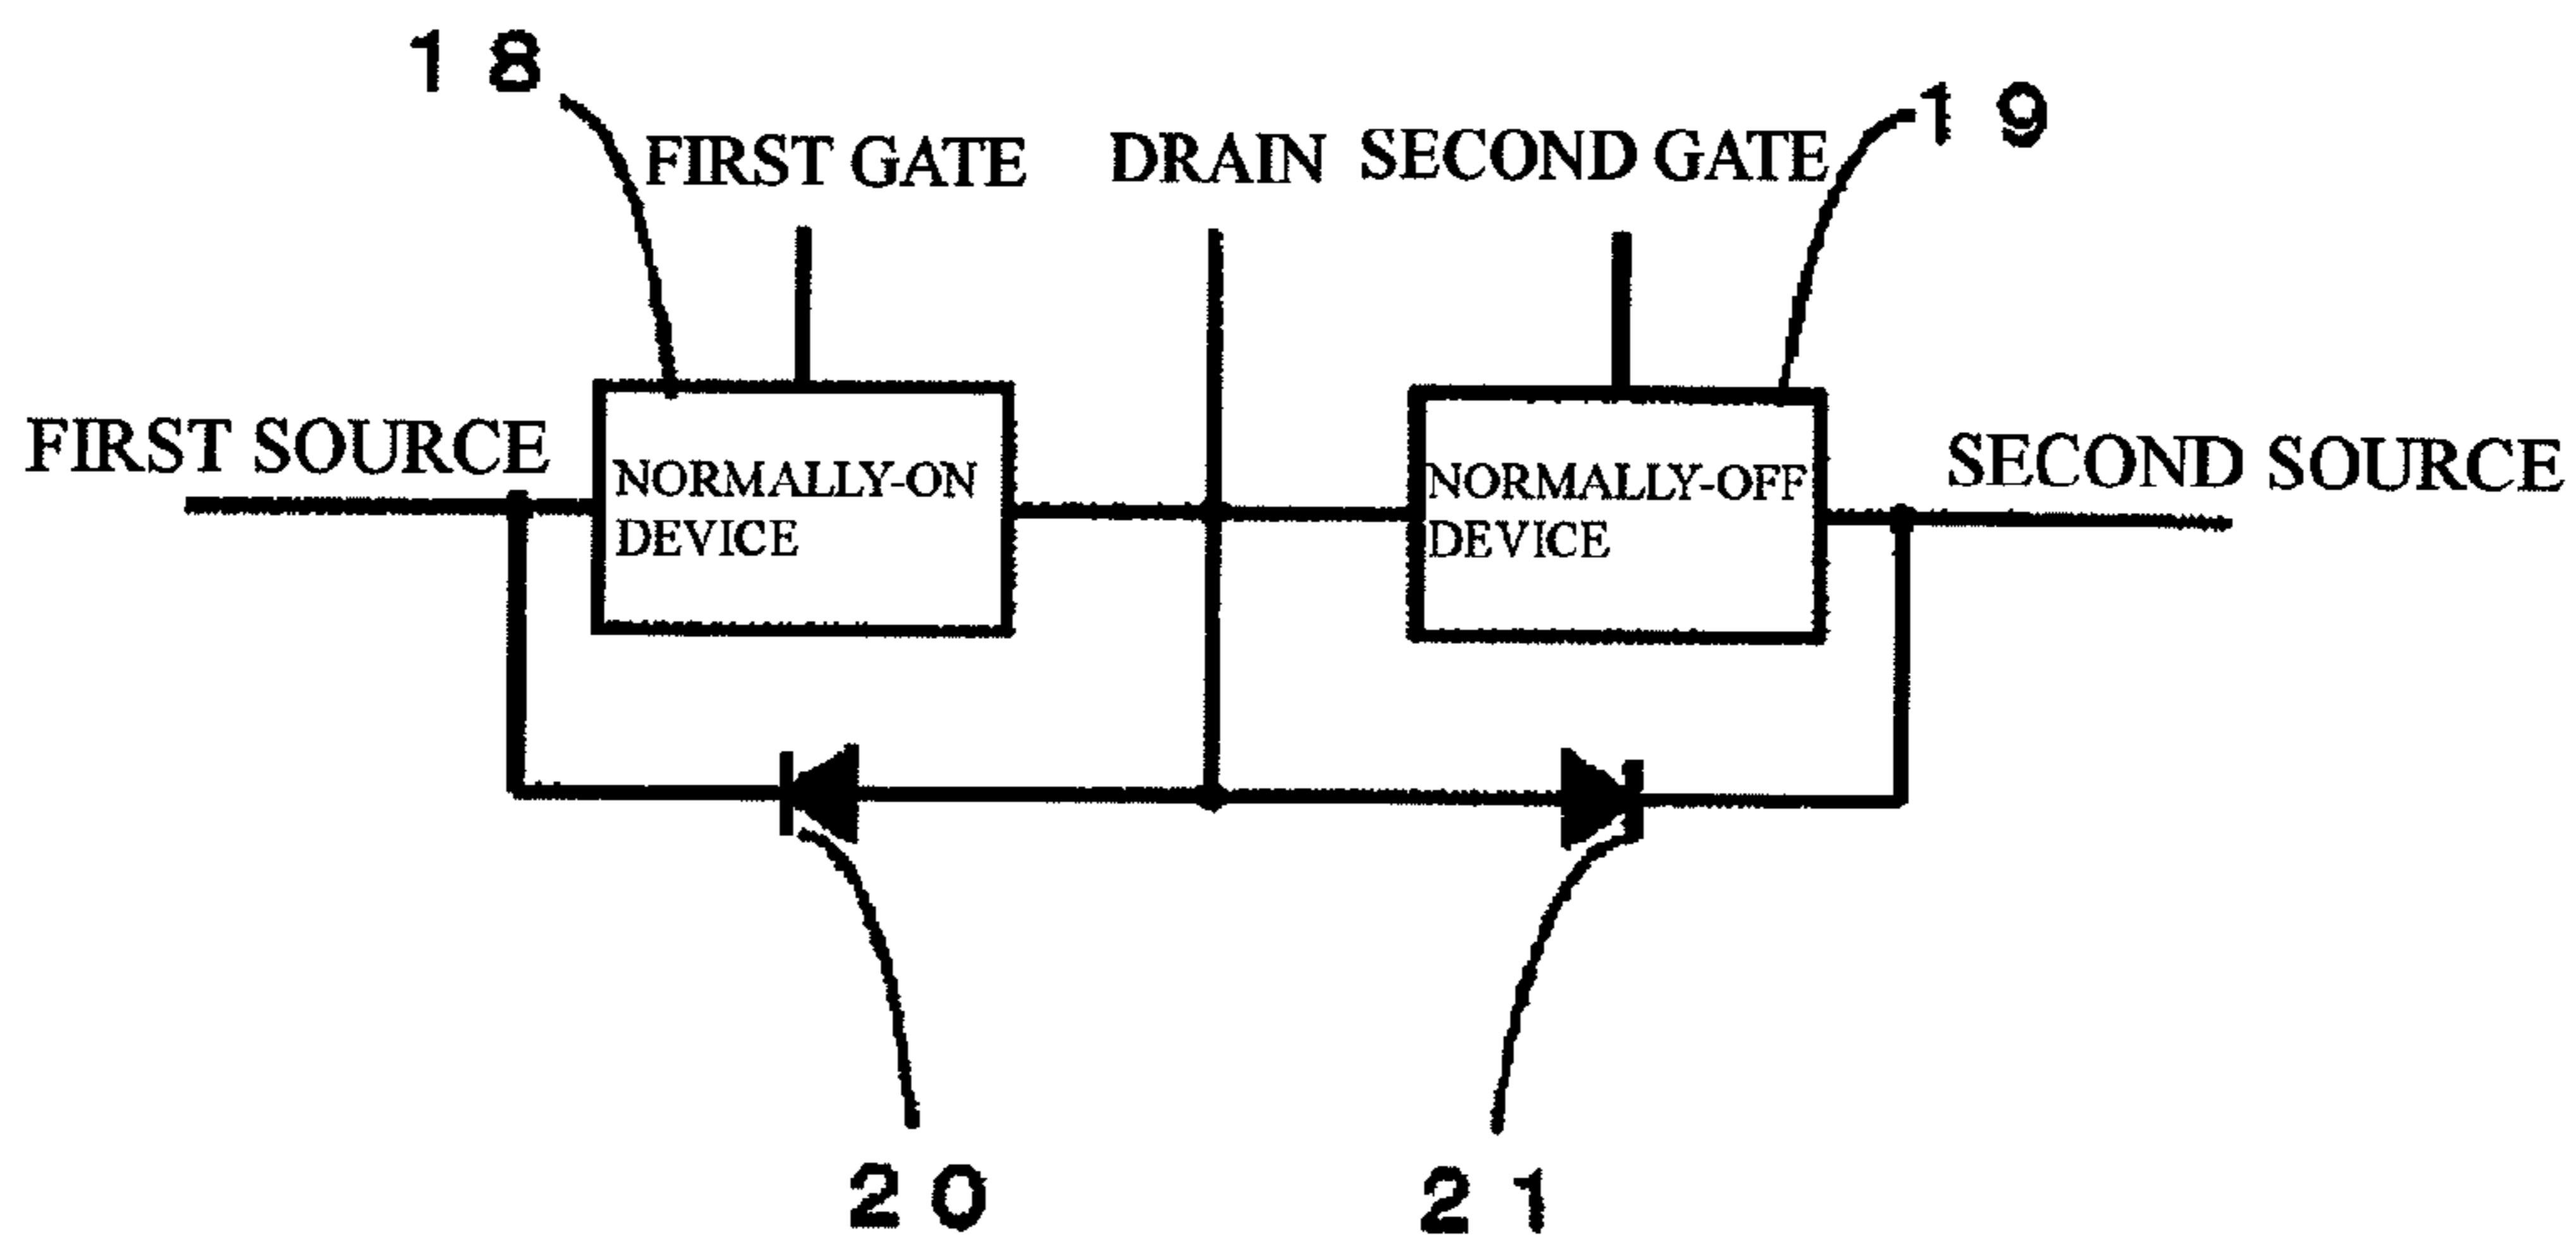 18
19
FIRST GATE
DRAIN
SECOND GATE
FIRST SOURCE
NORMALLY-ON
DEVICE
NORMALLY-OFF
DEVICE
SECOND SOURCE
20
21